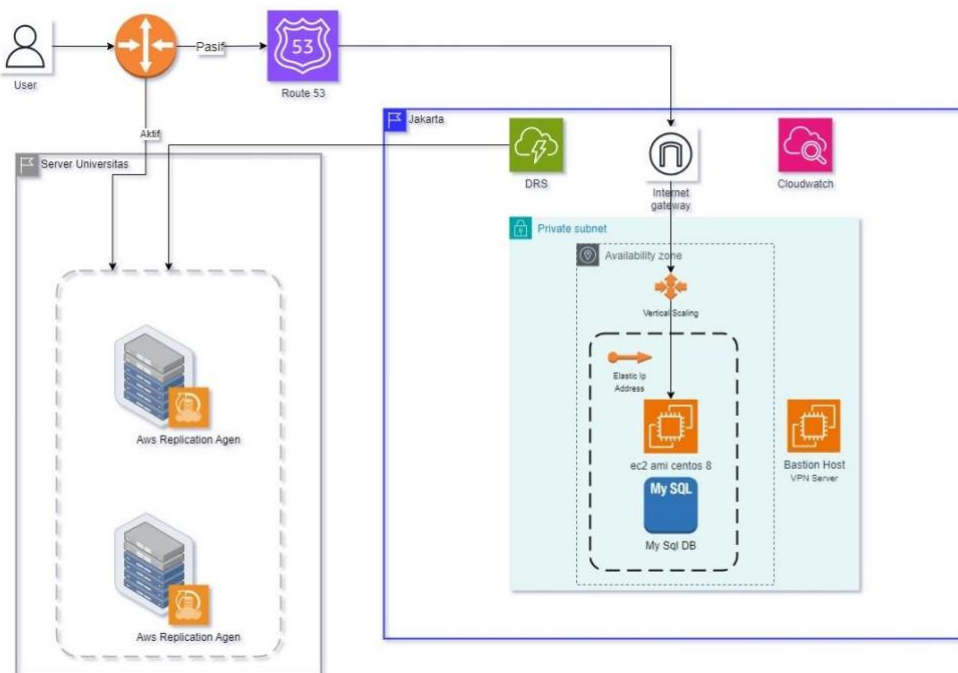 User
Pasif
53
Route 53
Aktif
Server Universitas
Jakarta
DRS
Internet
gateway
Cloudwatch
Private subnet
Availability zone
Vertical Scaling
Elastic Ip
Address
ec2 ami centos 8
My SQL
My Sql DB
Bastion Host
VPN Server
Aws Replication Agen
Aws Replication Agen